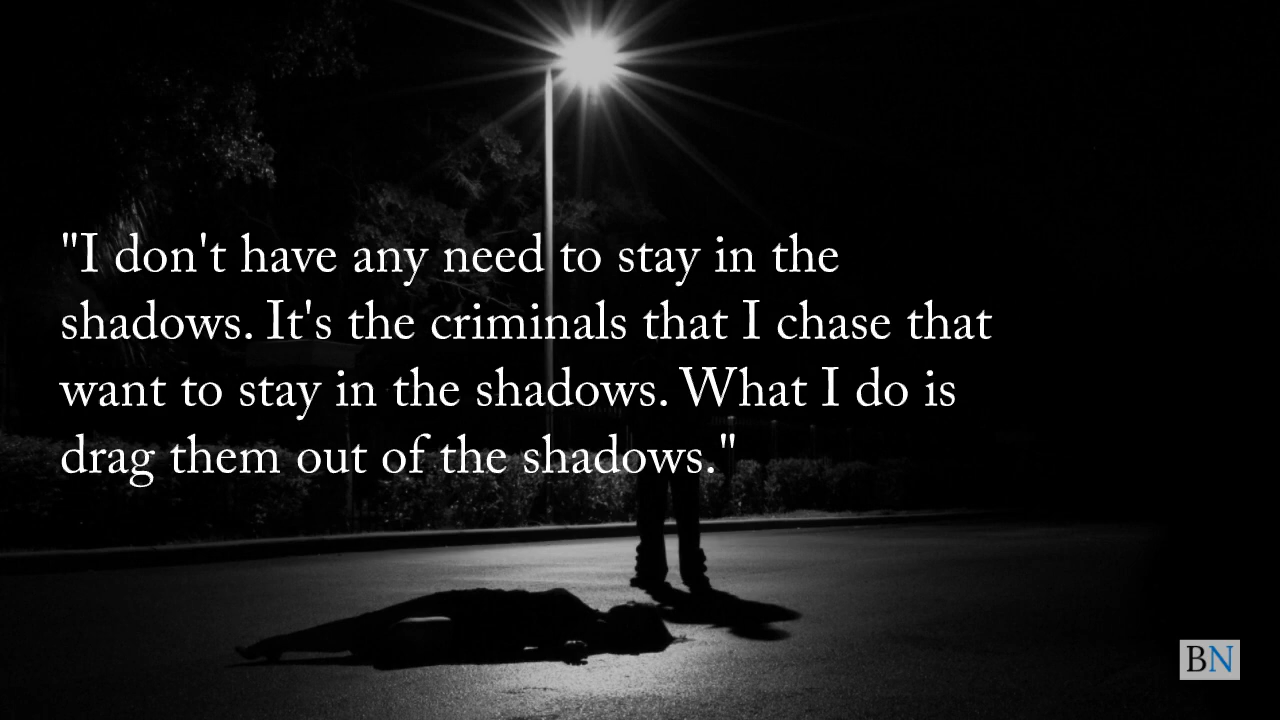 "I don't have any need to stay in the
shadows. It's the criminals that I chase that
want to stay in the shadows. What I do is
drag them out of the shadows."
BN